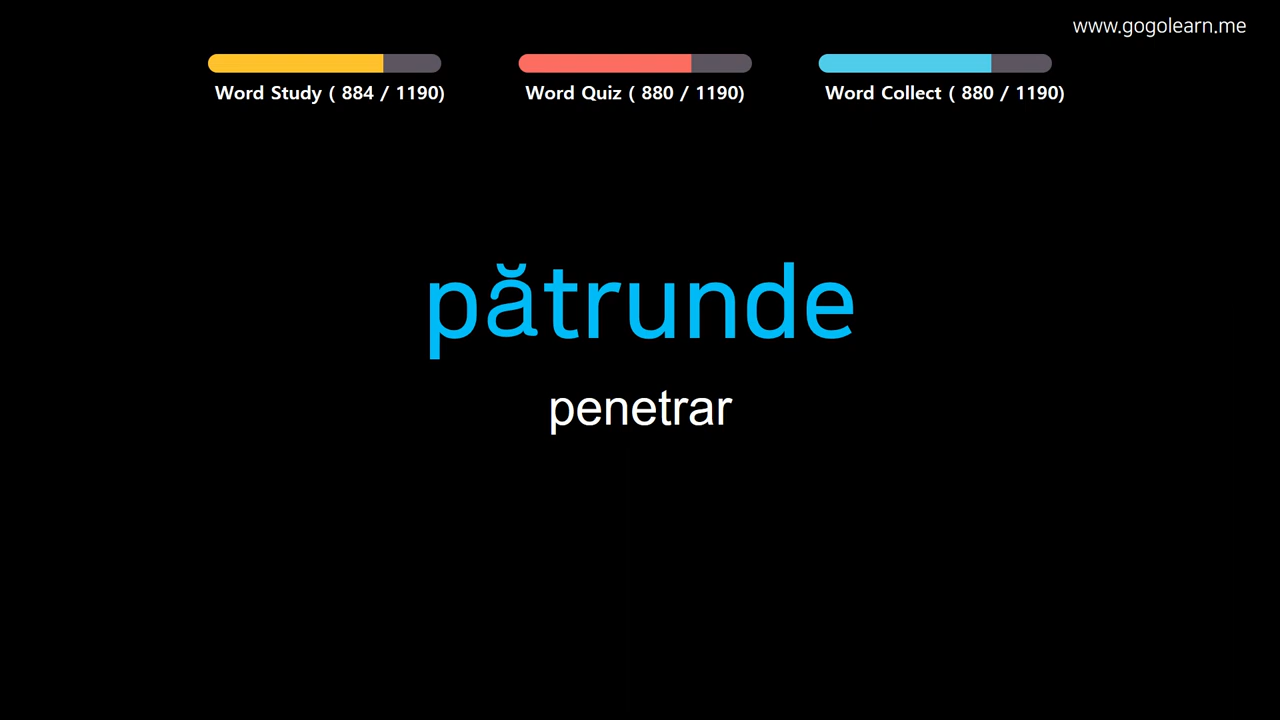 www.gogolearn.me
Word Study ( 884 / 1190)
Word Quiz ( 880 / 1190)
Word Collect ( 880 / 1190)
pătrunde
penetrar